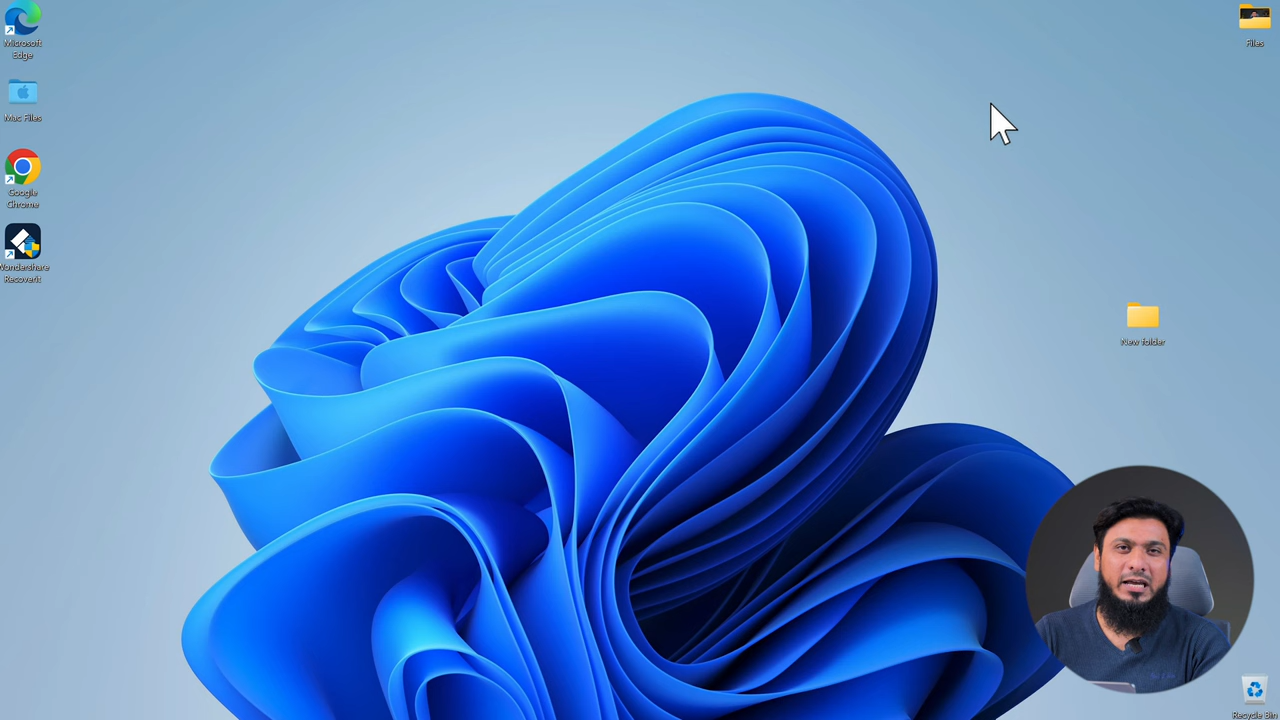 Microsoft
Edge
Mac Files
Google
Chrome
Wondershare
Recoverit
Files
New folder
Recycle Bin